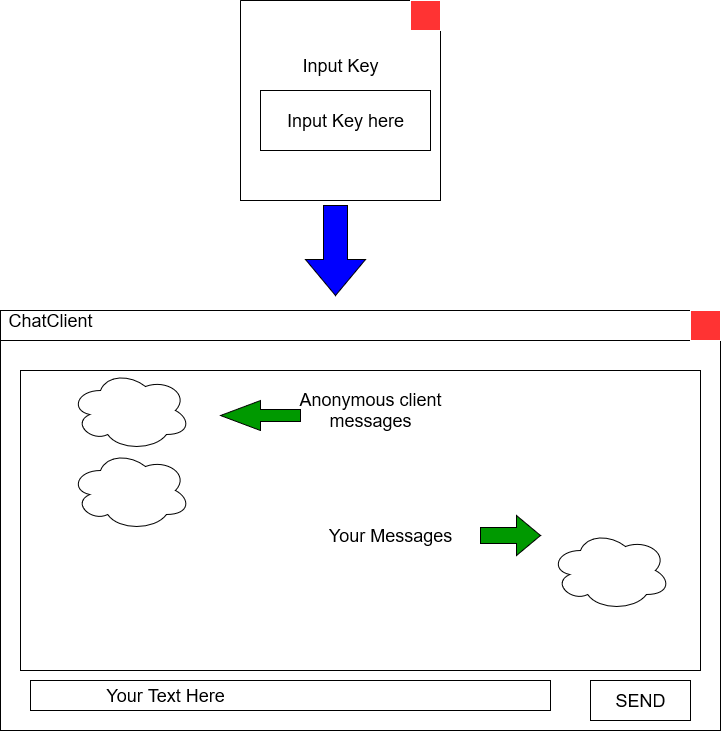 Input Key
Input Key here
ChatClient
Anonymous client
messages
Your Messages
Your Text Here
SEND